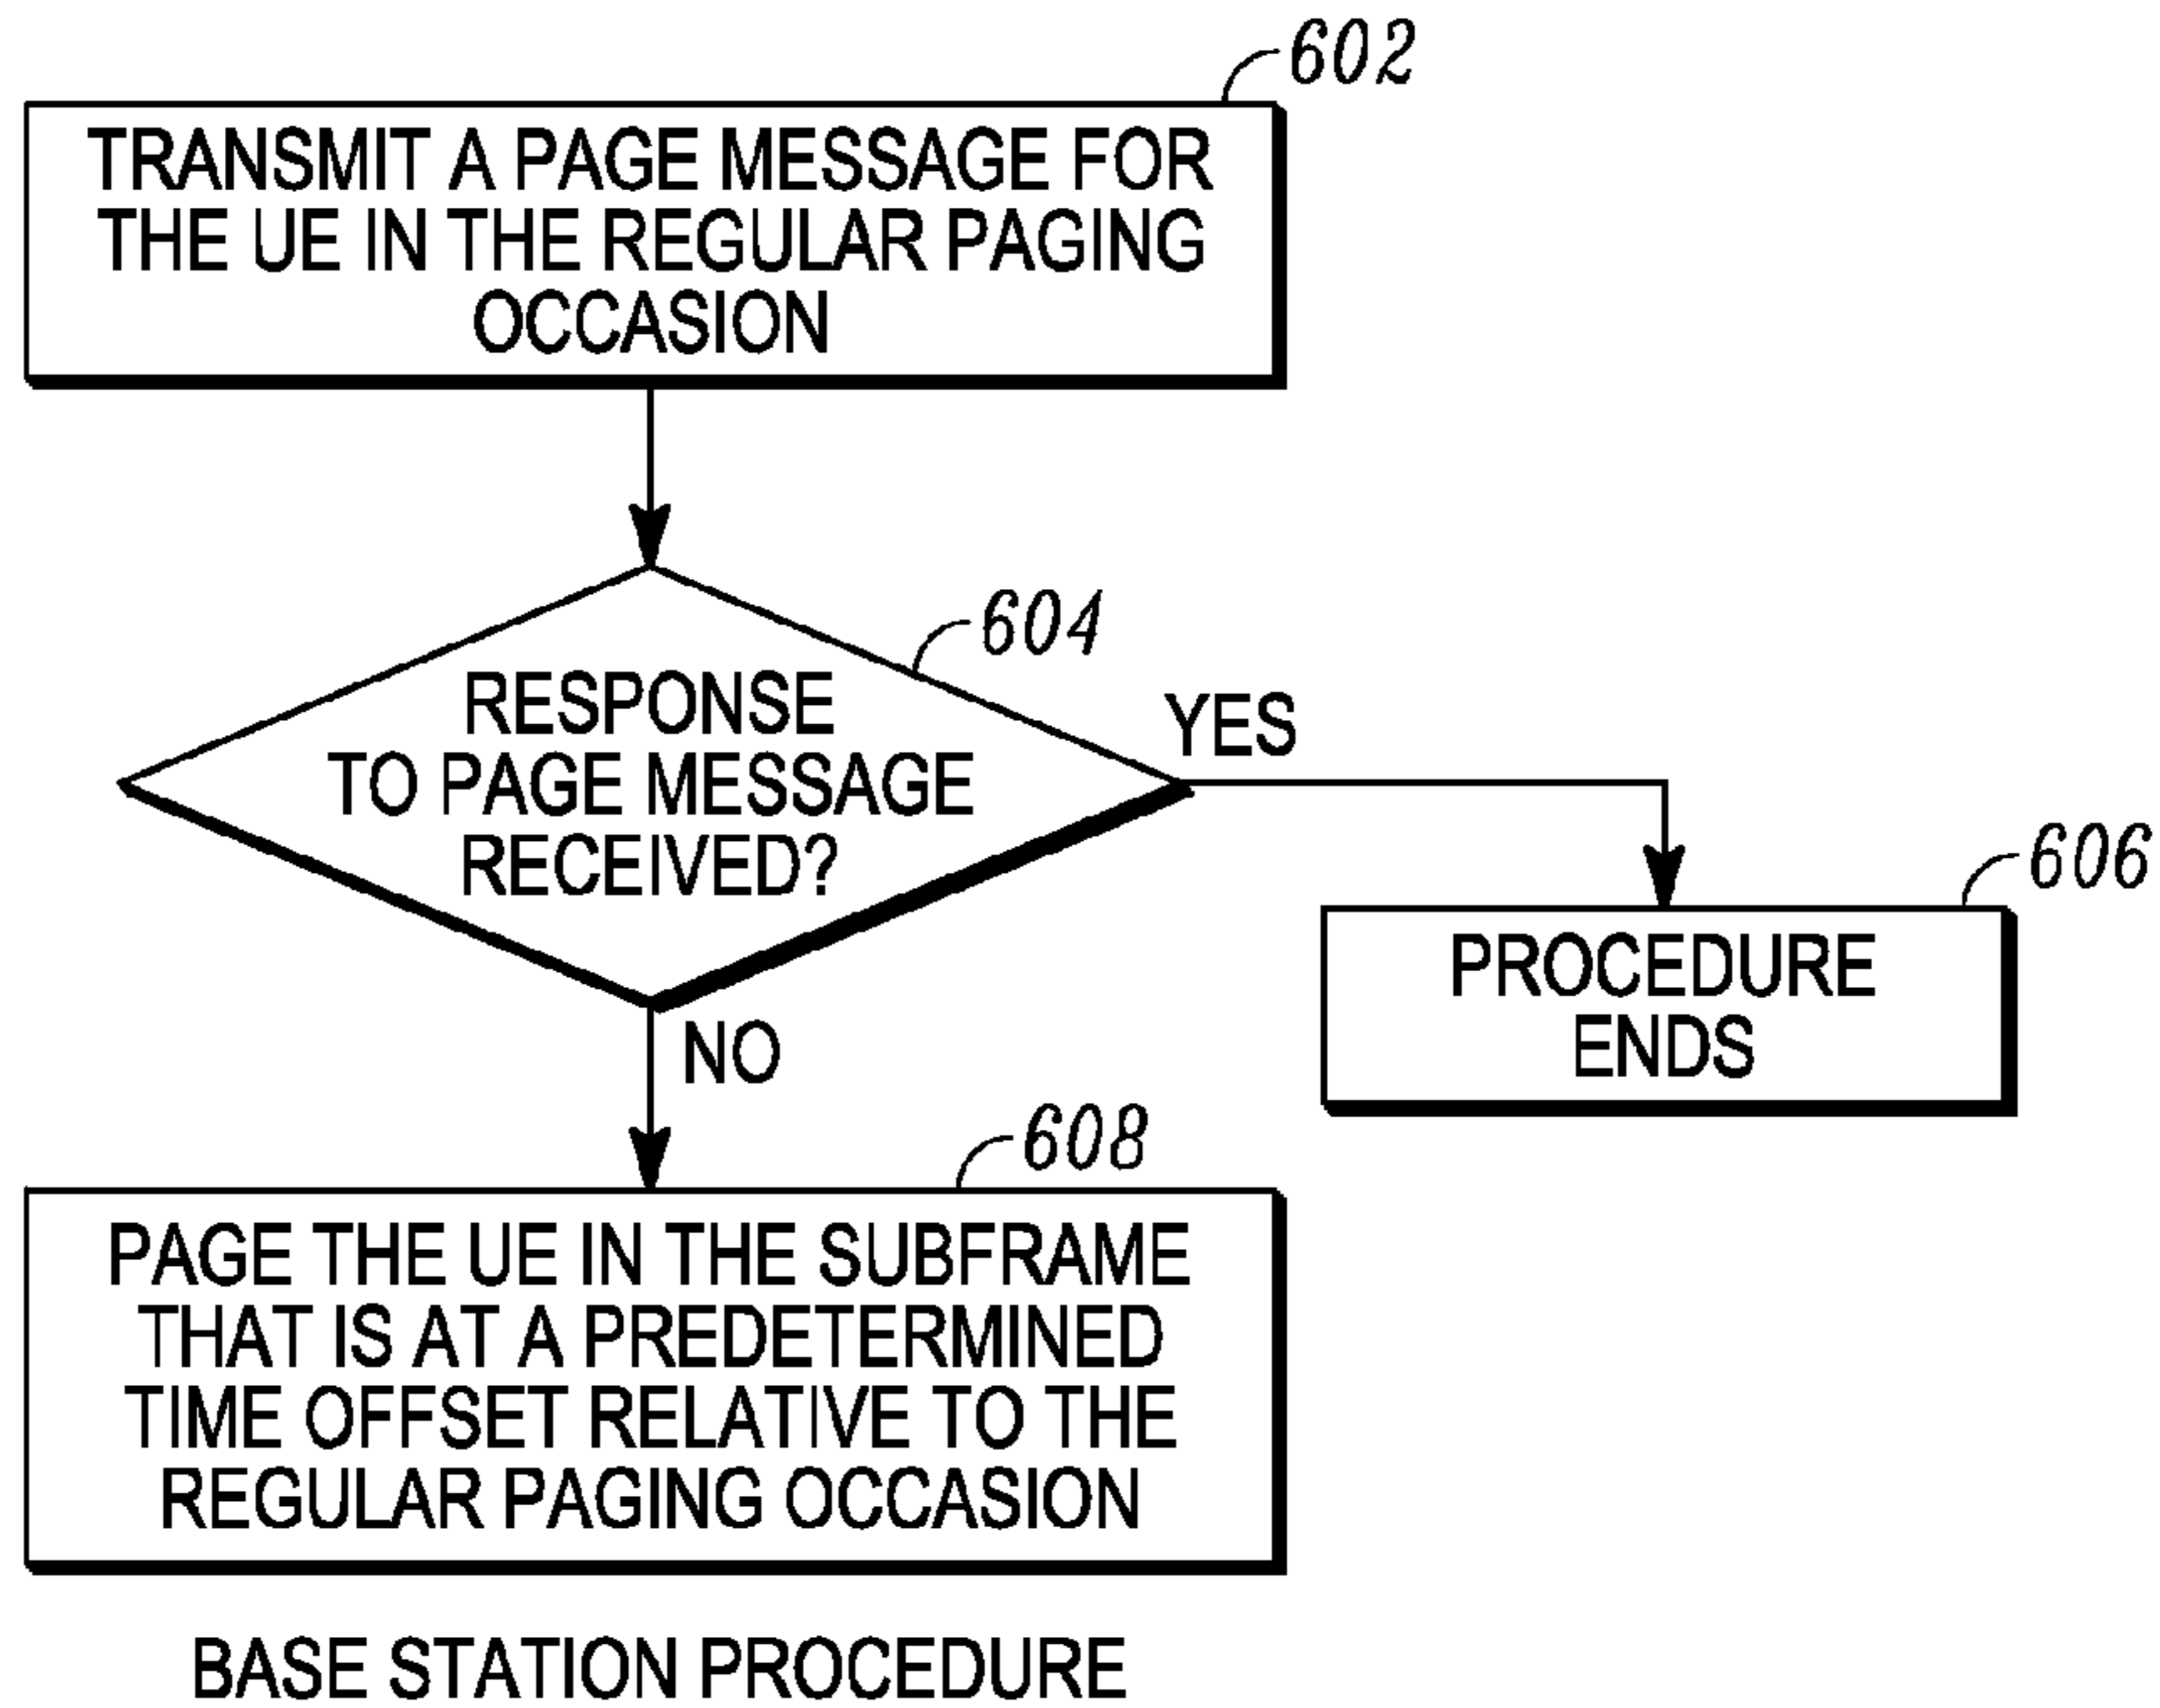 602
TRANSMIT A PAGE MESSAGE FOR
THE UE IN THE REGULAR PAGING
OCCASION
604
RESPONSE
TO PAGE MESSAGE
RECEIVED?
YES
606
PROCEDURE
ENDS
NO
608
PAGE THE UE IN THE SUBFRAME
THAT IS AT A PREDETERMINED
TIME OFFSET RELATIVE TO THE
REGULAR PAGING OCCASION
BASE STATION PROCEDURE